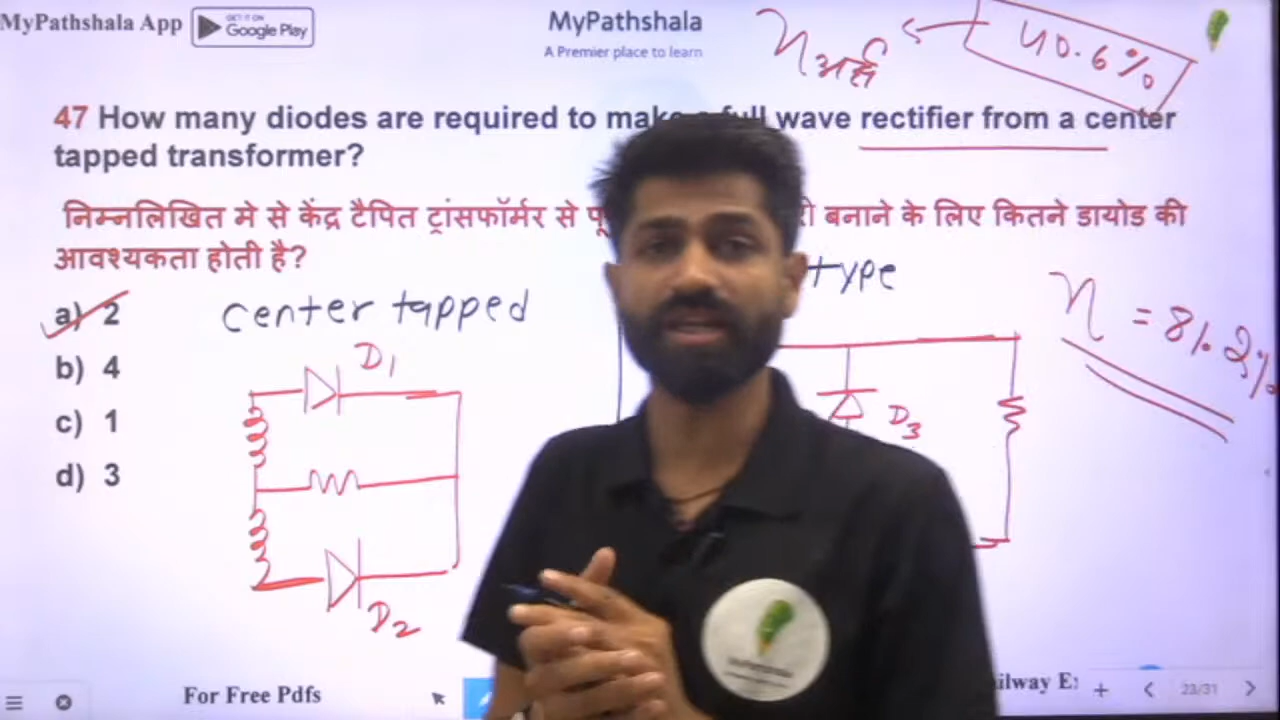 MyPathshala App
GET IT ON
Google Play
MyPathshala
A Premier place to learn
η अर्द्ध ← 40.6%
47 How many diodes are required to make a full wave rectifier from a center
tapped transformer?
निम्नलिखित मे से केंद्र टैपित ट्रांसफॉर्मर से बनाने के लिए कितने डायोड की
आवश्यकता होती है?
a) 2
b) 4
c) 1
d) 3
center tapped
D1
D2
type
D3
η = 81.2%
For Free Pdfs
23/31